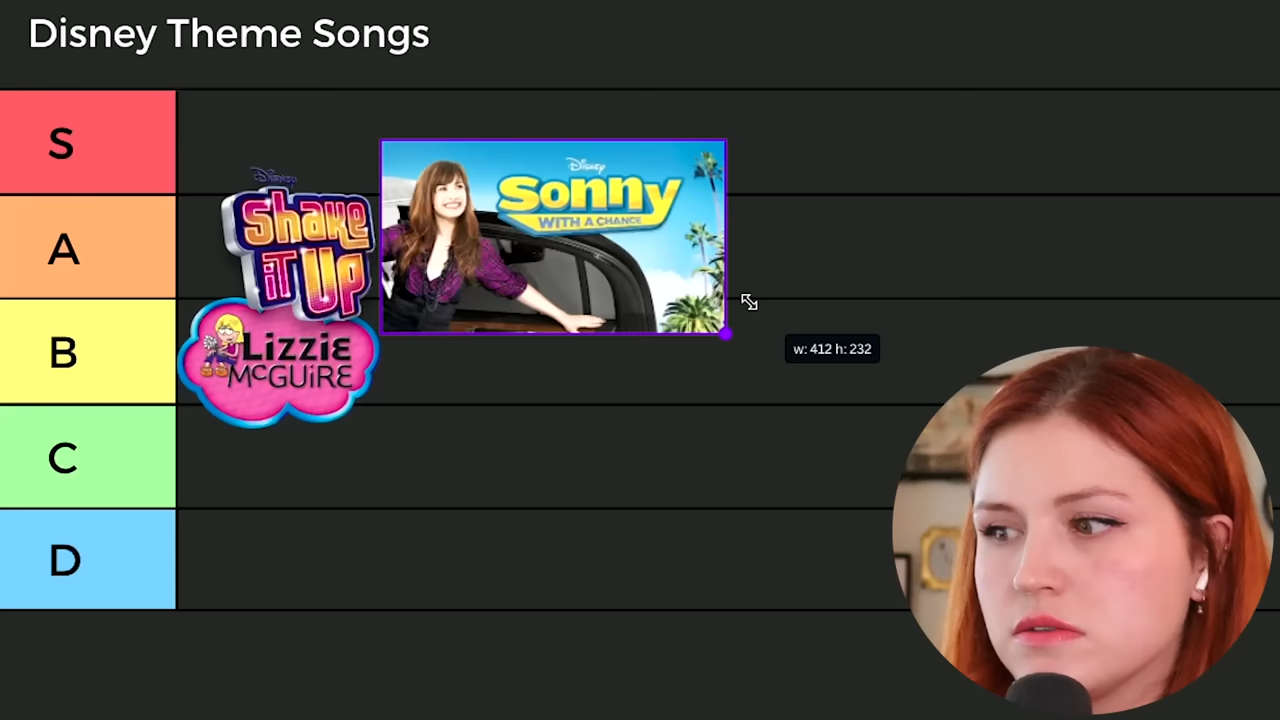 Disney Theme Songs
S
A
B
C
D
Disney
Shake
it Up
Disney
Sonny
WITH A CHANCE
Lizzie
McGUiRE
w: 412 h: 232